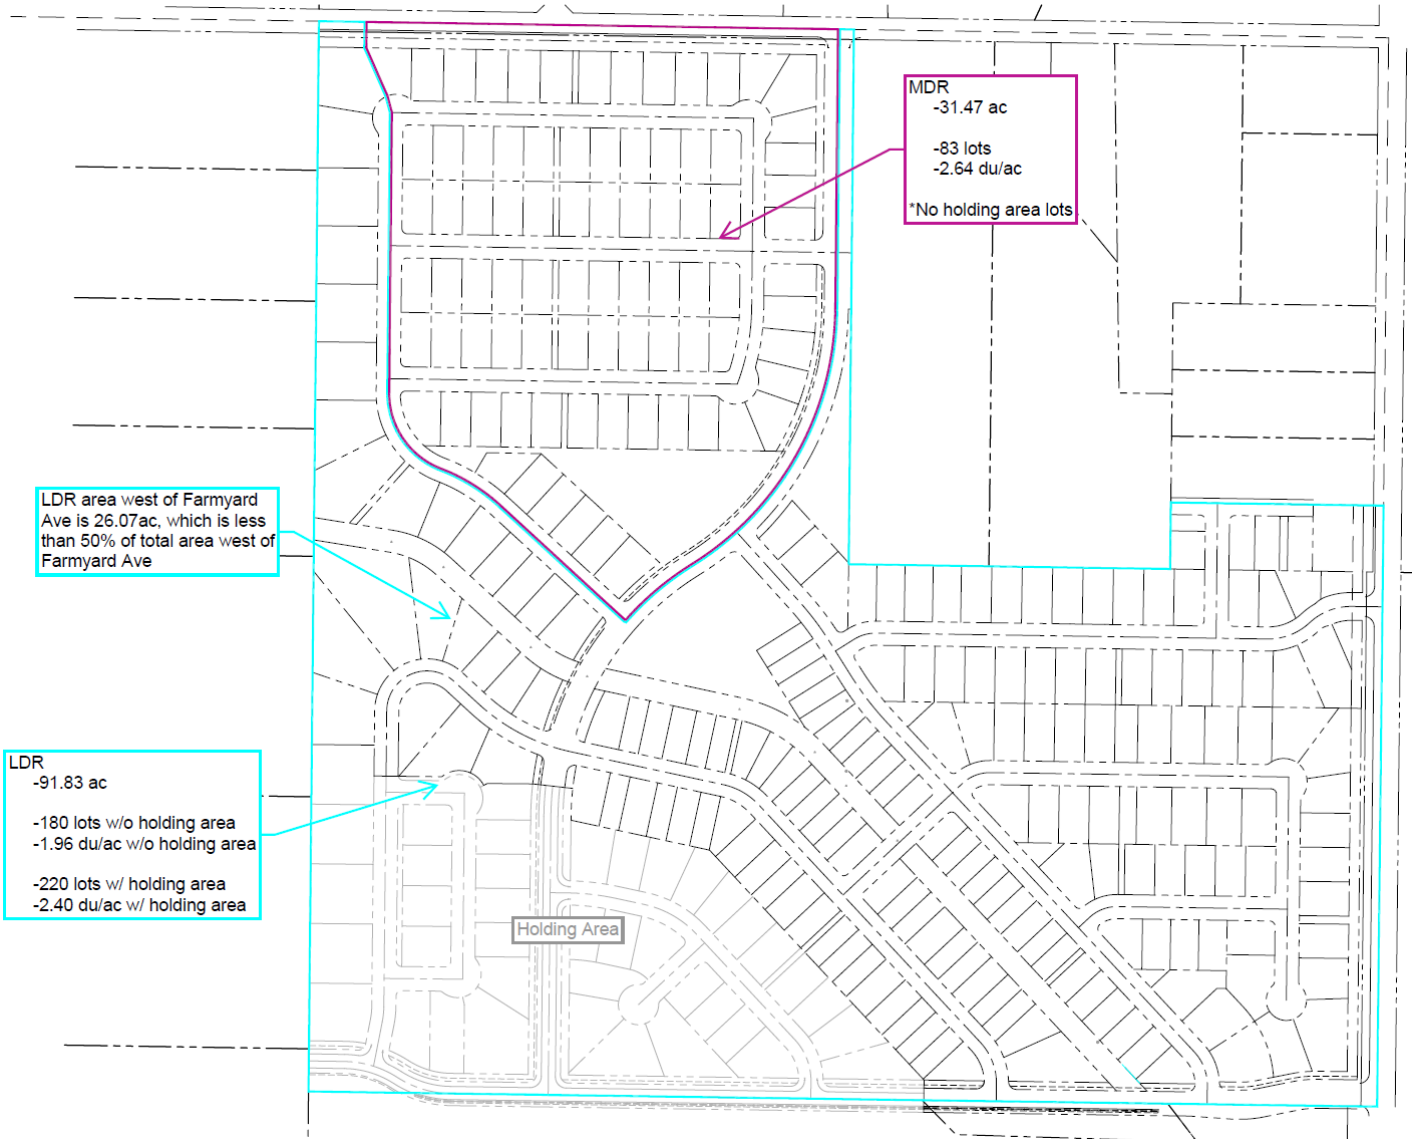 MDR
-31.47 ac
-83 lots
-2.64 du/ac
*No holding area lots
LDR area west of Farmyard
Ave is 26.07ac, which is less
than 50% of total area west of
Farmyard Ave
LDR
-91.83 ac
-180 lots w/o holding area
-1.96 du/ac w/o holding area
-220 lots w/ holding area
-2.40 du/ac w/ holding area
Holding Area